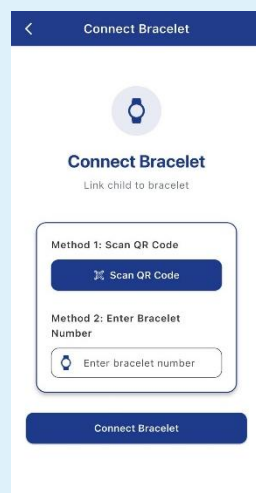 Connect Bracelet
Connect Bracelet
Link child to bracelet
Method 1: Scan QR Code
Scan QR Code
Method 2: Enter Bracelet
Number
Enter bracelet number
Connect Bracelet